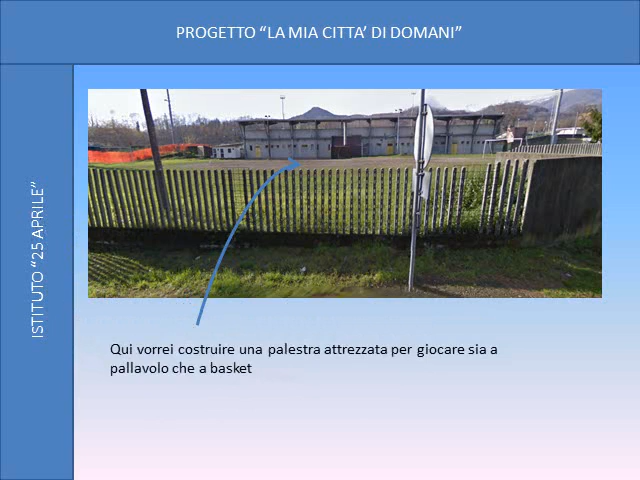 PROGETTO “LA MIA CITTA’ DI DOMANI”
ISTITUTO “25 APRILE”
Qui vorrei costruire una palestra attrezzata per giocare sia a
pallavolo che a basket